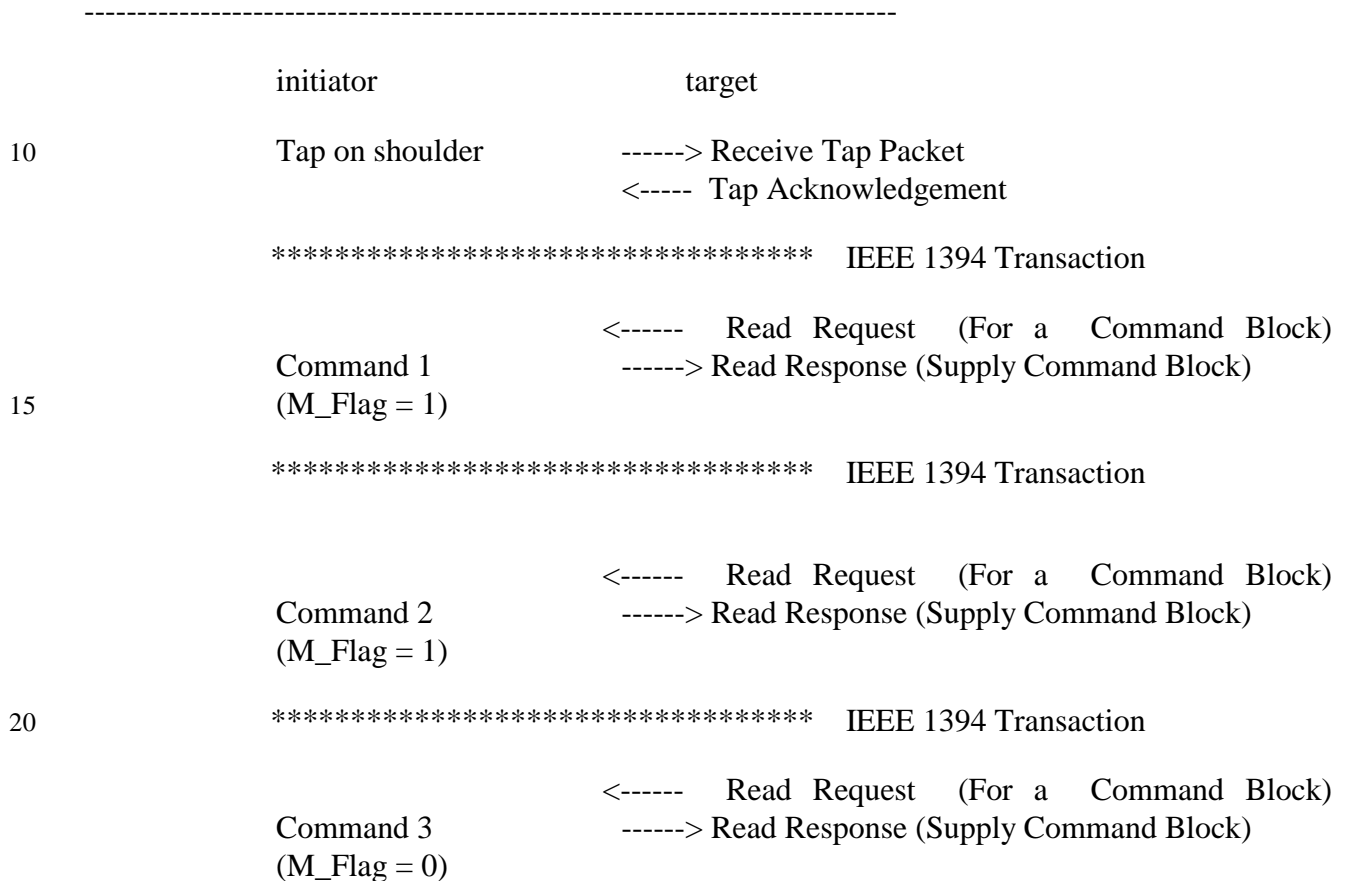 ------------------------------------------------------------------------------
initiator target
10 Tap on shoulder ------> Receive Tap Packet
<----- Tap Acknowledgement
*********************************** IEEE 1394 Transaction
<------ Read Request (For a Command Block)
Command 1 ------> Read Response (Supply Command Block)
15 (M_Flag = 1)
*********************************** IEEE 1394 Transaction
<------ Read Request (For a Command Block)
Command 2 ------> Read Response (Supply Command Block)
(M_Flag = 1)
20 *********************************** IEEE 1394 Transaction
<------ Read Request (For a Command Block)
Command 3 ------> Read Response (Supply Command Block)
(M_Flag = 0)